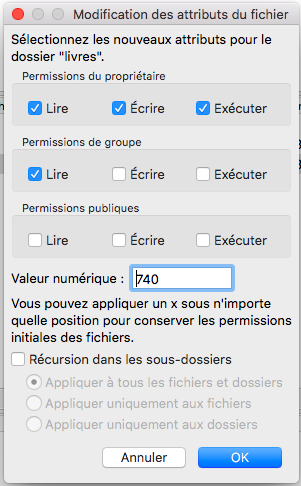 Modification des attributs du fichier
Sélectionnez les nouveaux attributs pour le
dossier "livres".
Permissions du propriétaire
Lire Écrire Exécuter
Permissions de groupe
Lire Écrire Exécuter
Permissions publiques
Lire Écrire Exécuter
Valeur numérique : 740
Vous pouvez appliquer un x sous n'importe
quelle position pour conserver les permissions
initiales des fichiers.
Récursion dans les sous-dossiers
Appliquer à tous les fichiers et dossiers
Appliquer uniquement aux fichiers
Appliquer uniquement aux dossiers
Annuler OK